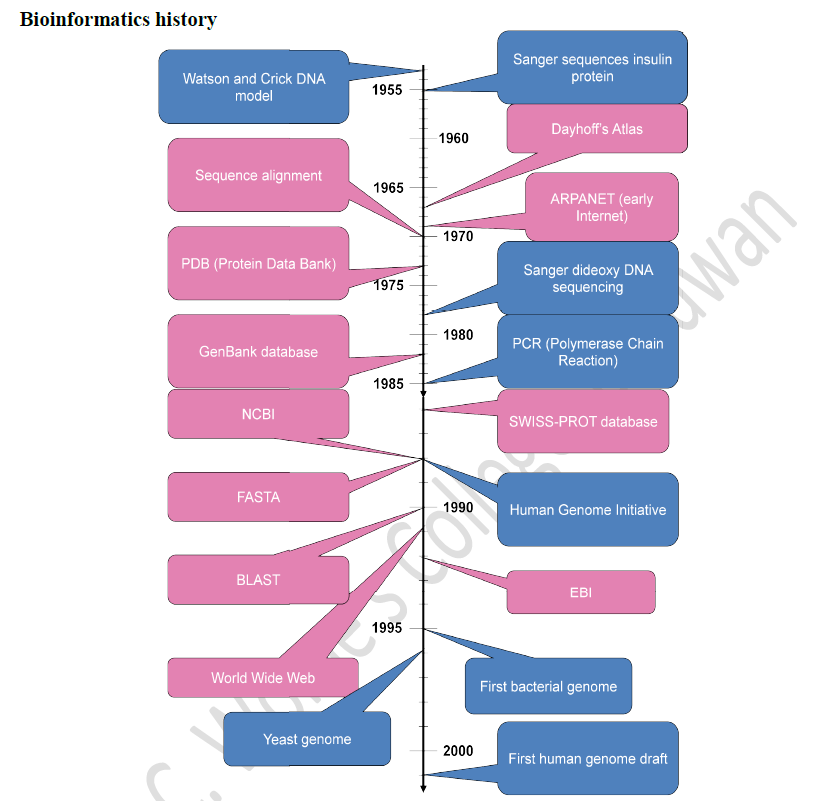 Bioinformatics history
Watson and Crick DNA
model
Sanger sequences insulin
protein
1955
Dayhoff's Atlas
1960
Sequence alignment
1965
ARPANET (early
Internet)
1970
PDB (Protein Data Bank)
Sanger dideoxy DNA
sequencing
1975
1980
GenBank database
PCR (Polymerase Chain
Reaction)
1985
NCBI
SWISS-PROT database
FASTA
1990
Human Genome Initiative
BLAST
EBI
1995
World Wide Web
First bacterial genome
Yeast genome
2000
First human genome draft